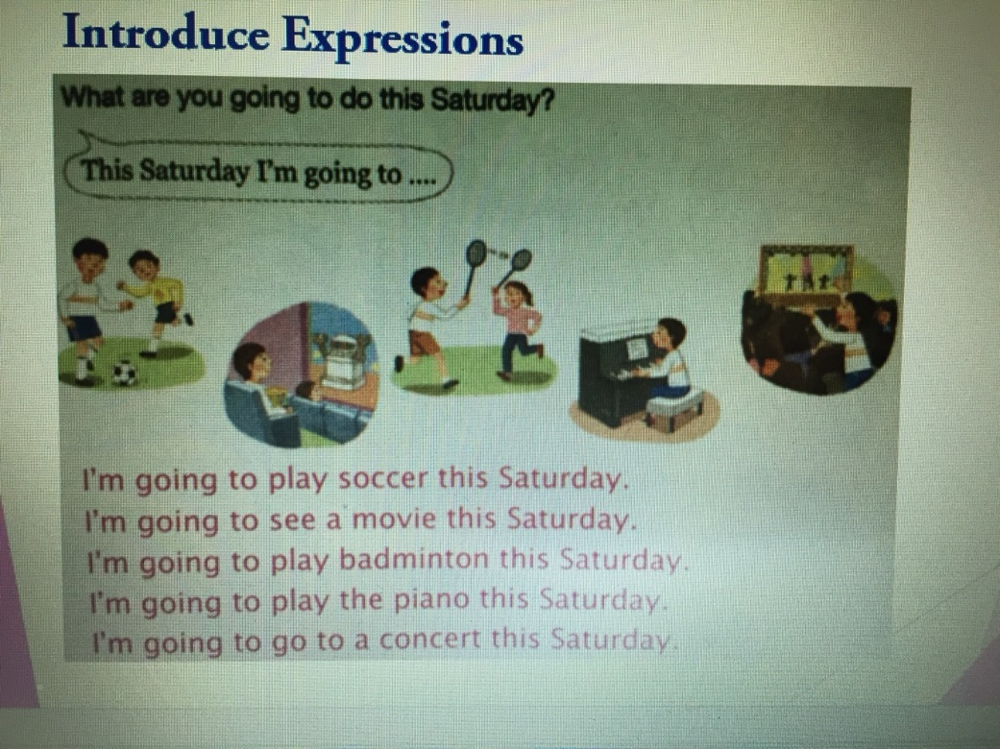 Introduce Expressions
What are you going to do this Saturday?
This Saturday I'm going to ....
I'm going to play soccer this Saturday.
I'm going to see a movie this Saturday.
I'm going to play badminton this Saturday.
I'm going to play the piano this Saturday.
I'm going to go to a concert this Saturday.